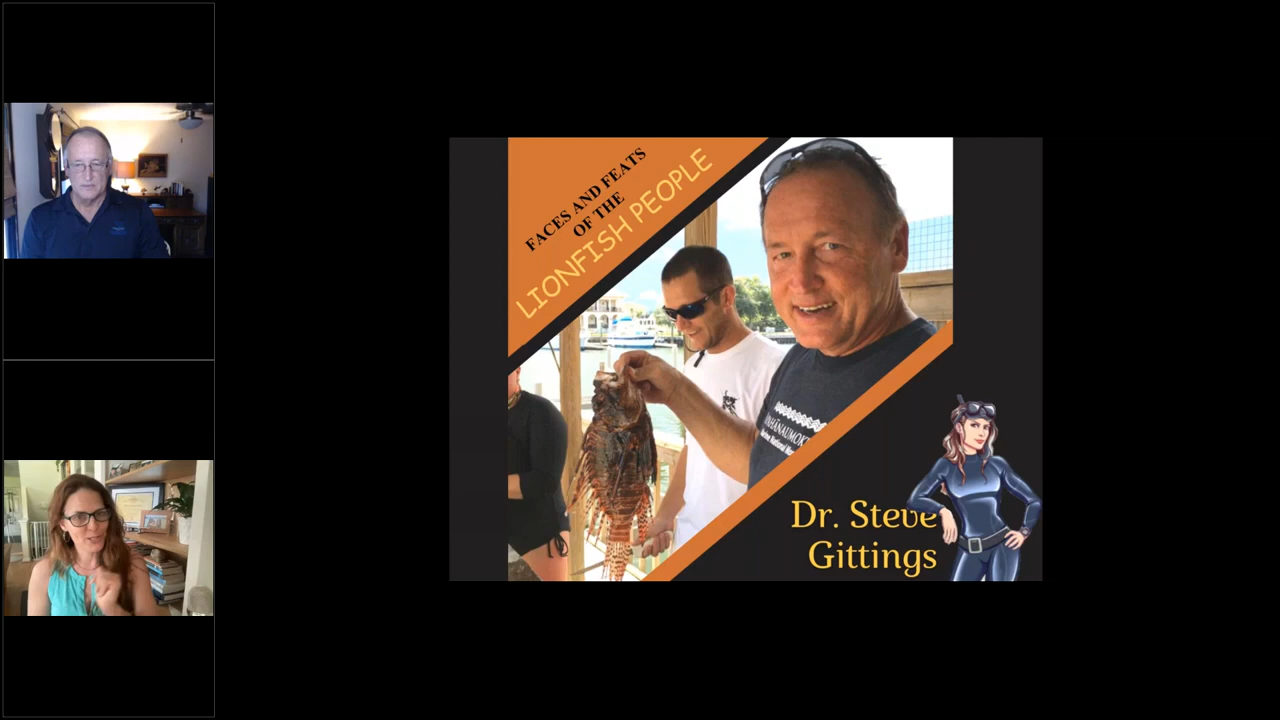 FACES AND FEATS
OF THE
LIONFISH PEOPLE
Dr. Steve
Gittings